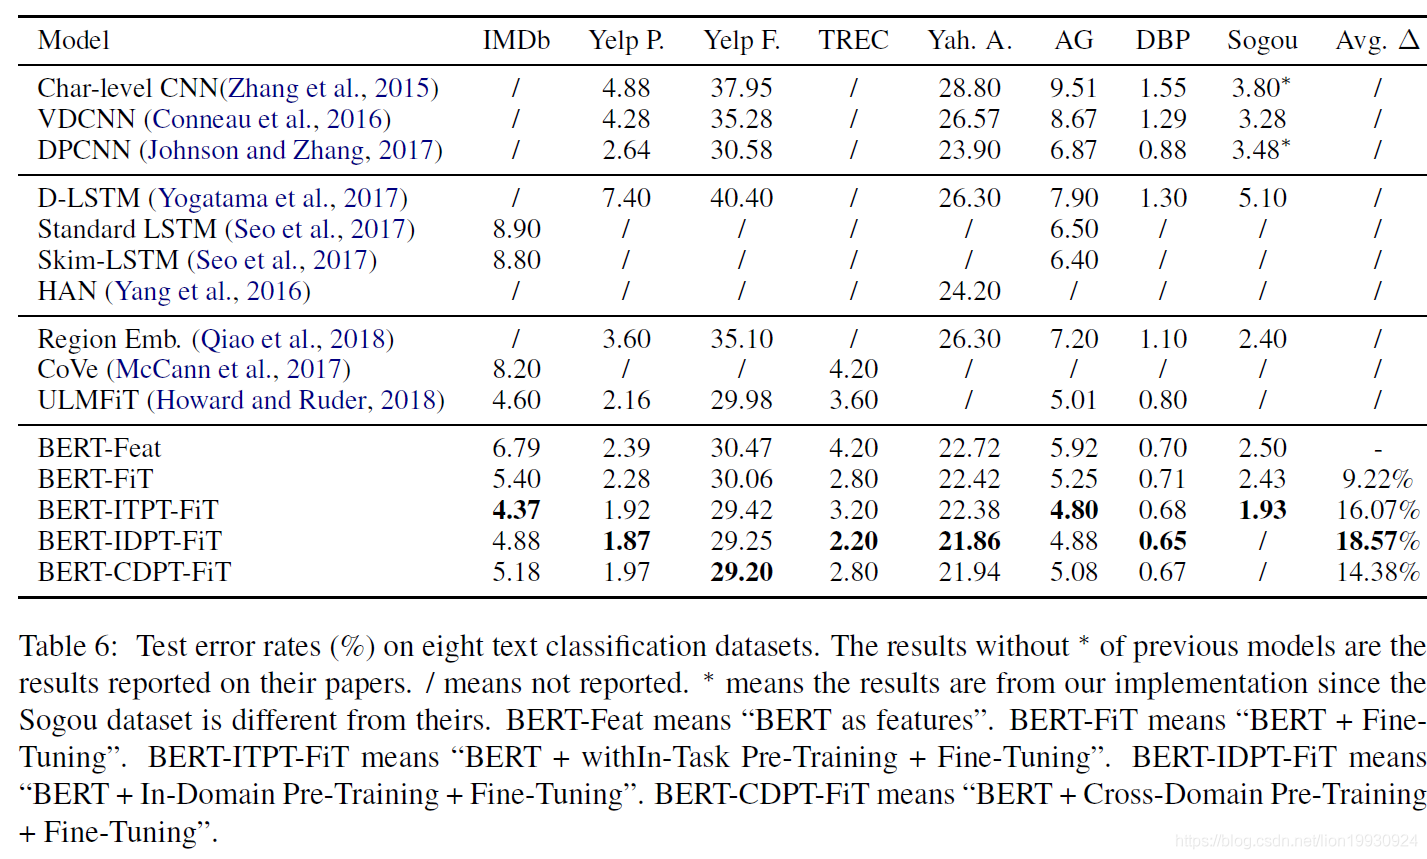 Model IMDb Yelp P. Yelp F. TREC Yah. A. AG DBP Sogou Avg. Δ
Char-level CNN(Zhang et al., 2015) / 4.88 37.95 / 28.80 9.51 1.55 3.80* /
VDCNN (Conneau et al., 2016) / 4.28 35.28 / 26.57 8.67 1.29 3.28 /
DPCNN (Johnson and Zhang, 2017) / 2.64 30.58 / 23.90 6.87 0.88 3.48* /
D-LSTM (Yogatama et al., 2017) / 7.40 40.40 / 26.30 7.90 1.30 5.10 /
Standard LSTM (Seo et al., 2017) 8.90 / / / / 6.50 / / /
Skim-LSTM (Seo et al., 2017) 8.80 / / / / 6.40 / / /
HAN (Yang et al., 2016) / / / / 24.20 / / / /
Region Emb. (Qiao et al., 2018) / 3.60 35.10 / 26.30 7.20 1.10 2.40 /
CoVe (McCann et al., 2017) 8.20 / / 4.20 / / / / /
ULMFiT (Howard and Ruder, 2018) 4.60 2.16 29.98 3.60 / 5.01 0.80 / /
BERT-Feat 6.79 2.39 30.47 4.20 22.72 5.92 0.70 2.50 -
BERT-FiT 5.40 2.28 30.06 2.80 22.42 5.25 0.71 2.43 9.22%
BERT-ITPT-FiT 4.37 1.92 29.42 3.20 22.38 4.80 0.68 1.93 16.07%
BERT-IDPT-FiT 4.88 1.87 29.25 2.20 21.86 4.88 0.65 / 18.57%
BERT-CDPT-FiT 5.18 1.97 29.20 2.80 21.94 5.08 0.67 / 14.38%
Table 6: Test error rates (%) on eight text classification datasets. The results without * of previous models are the
results reported on their papers. / means not reported. * means the results are from our implementation since the
Sogou dataset is different from theirs. BERT-Feat means “BERT as features”. BERT-FiT means “BERT + Fine-
Tuning”. BERT-ITPT-FiT means “BERT + withIn-Task Pre-Training + Fine-Tuning”. BERT-IDPT-FiT means
“BERT + In-Domain Pre-Training + Fine-Tuning”. BERT-CDPT-FiT means “BERT + Cross-Domain Pre-Training
+ Fine-Tuning”.
https://blog.csdn.net/lion19930924